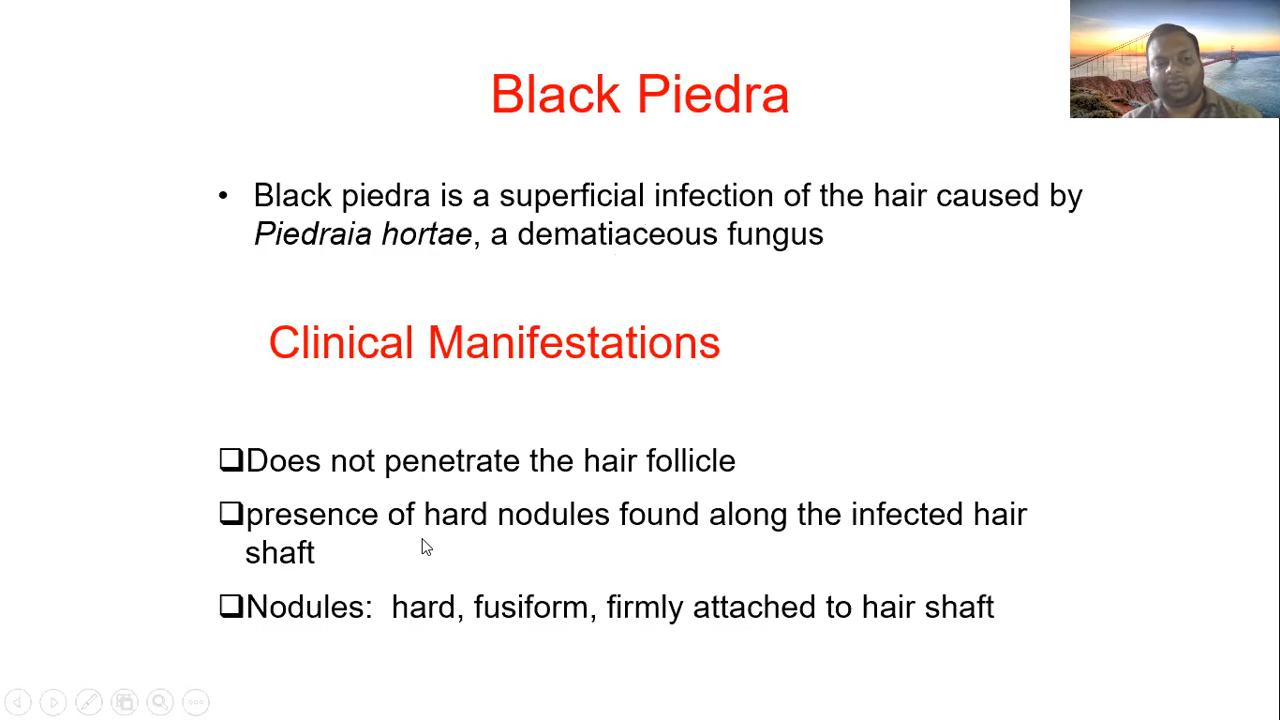 Black Piedra
• Black piedra is a superficial infection of the hair caused by
Piedraia hortae, a dematiaceous fungus
Clinical Manifestations
❑Does not penetrate the hair follicle
❑presence of hard nodules found along the infected hair
shaft
❑Nodules:  hard, fusiform, firmly attached to hair shaft